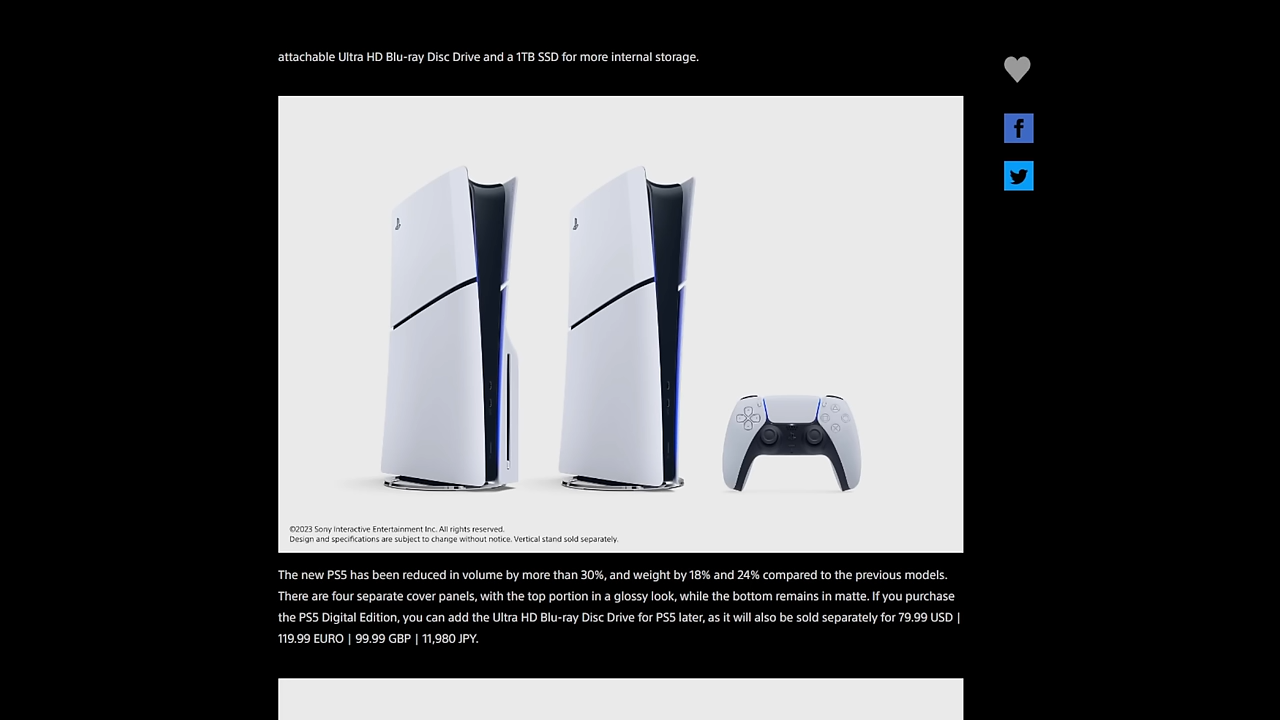 attachable Ultra HD Blu-ray Disc Drive and a 1TB SSD for more internal storage.
©2023 Sony Interactive Entertainment Inc. All rights reserved.
Design and specifications are subject to change without notice. Vertical stand sold separately.
The new PS5 has been reduced in volume by more than 30%, and weight by 18% and 24% compared to the previous models.
There are four separate cover panels, with the top portion in a glossy look, while the bottom remains in matte. If you purchase
the PS5 Digital Edition, you can add the Ultra HD Blu-ray Disc Drive for PS5 later, as it will also be sold separately for 79.99 USD |
119.99 EURO | 99.99 GBP | 11,980 JPY.